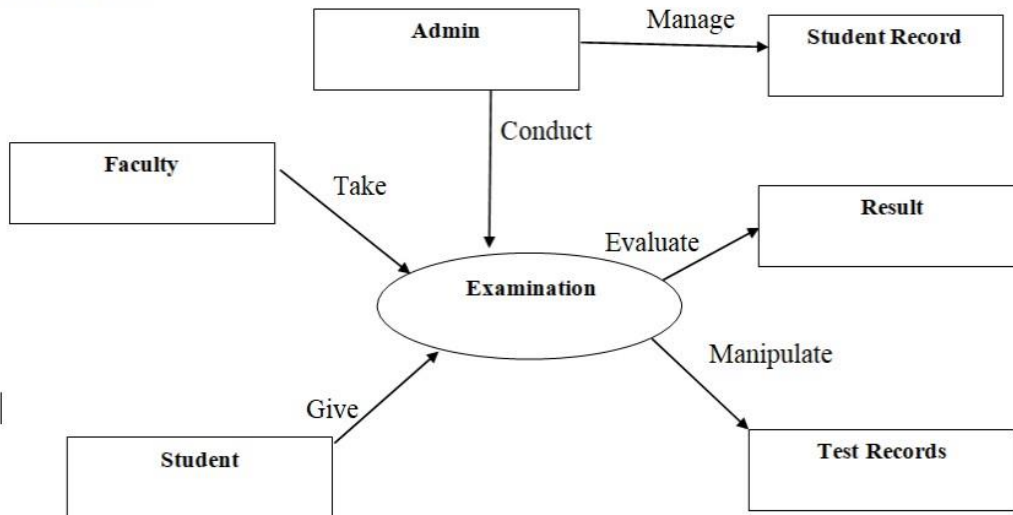 Admin
Manage
Student Record
Conduct
Faculty
Take
Result
Evaluate
Examination
Manipulate
Give
Student
Test Records